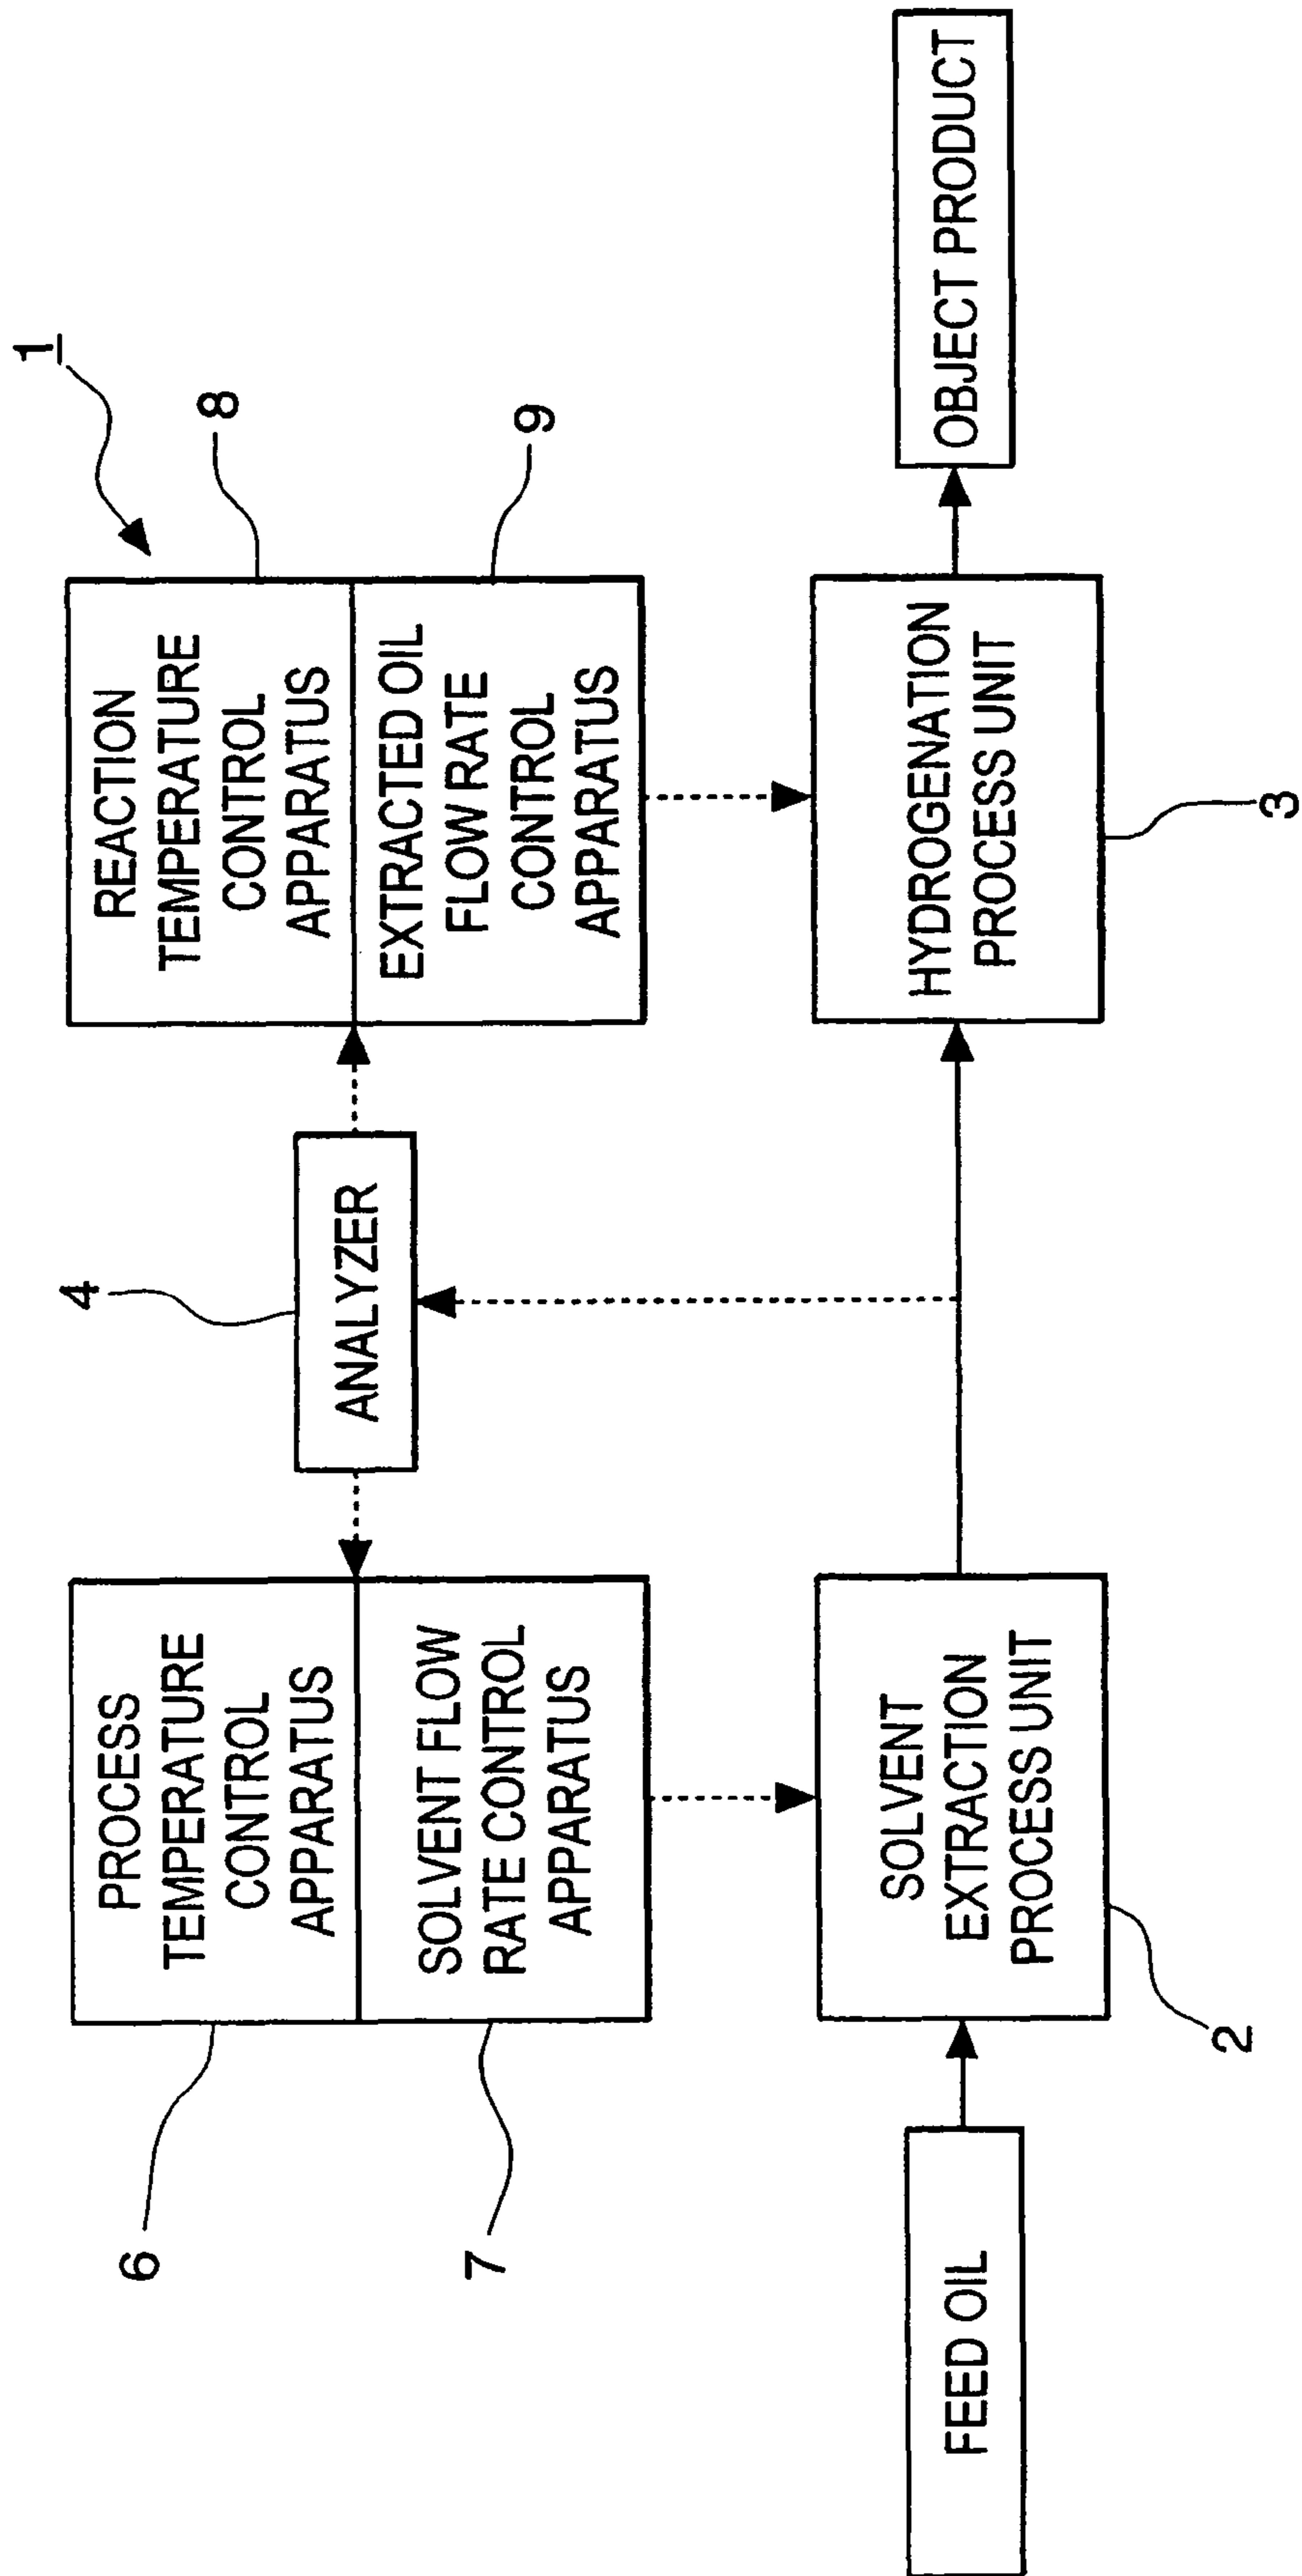 1
PROCESS
TEMPERATURE
CONTROL
APPARATUS
6
SOLVENT FLOW
RATE CONTROL
APPARATUS
7
4
ANALYZER
REACTION
TEMPERATURE
CONTROL
APPARATUS
8
EXTRACTED OIL
FLOW RATE
CONTROL
APPARATUS
9
FEED OIL
SOLVENT
EXTRACTION
PROCESS UNIT
2
HYDROGENATION
PROCESS UNIT
3
OBJECT PRODUCT